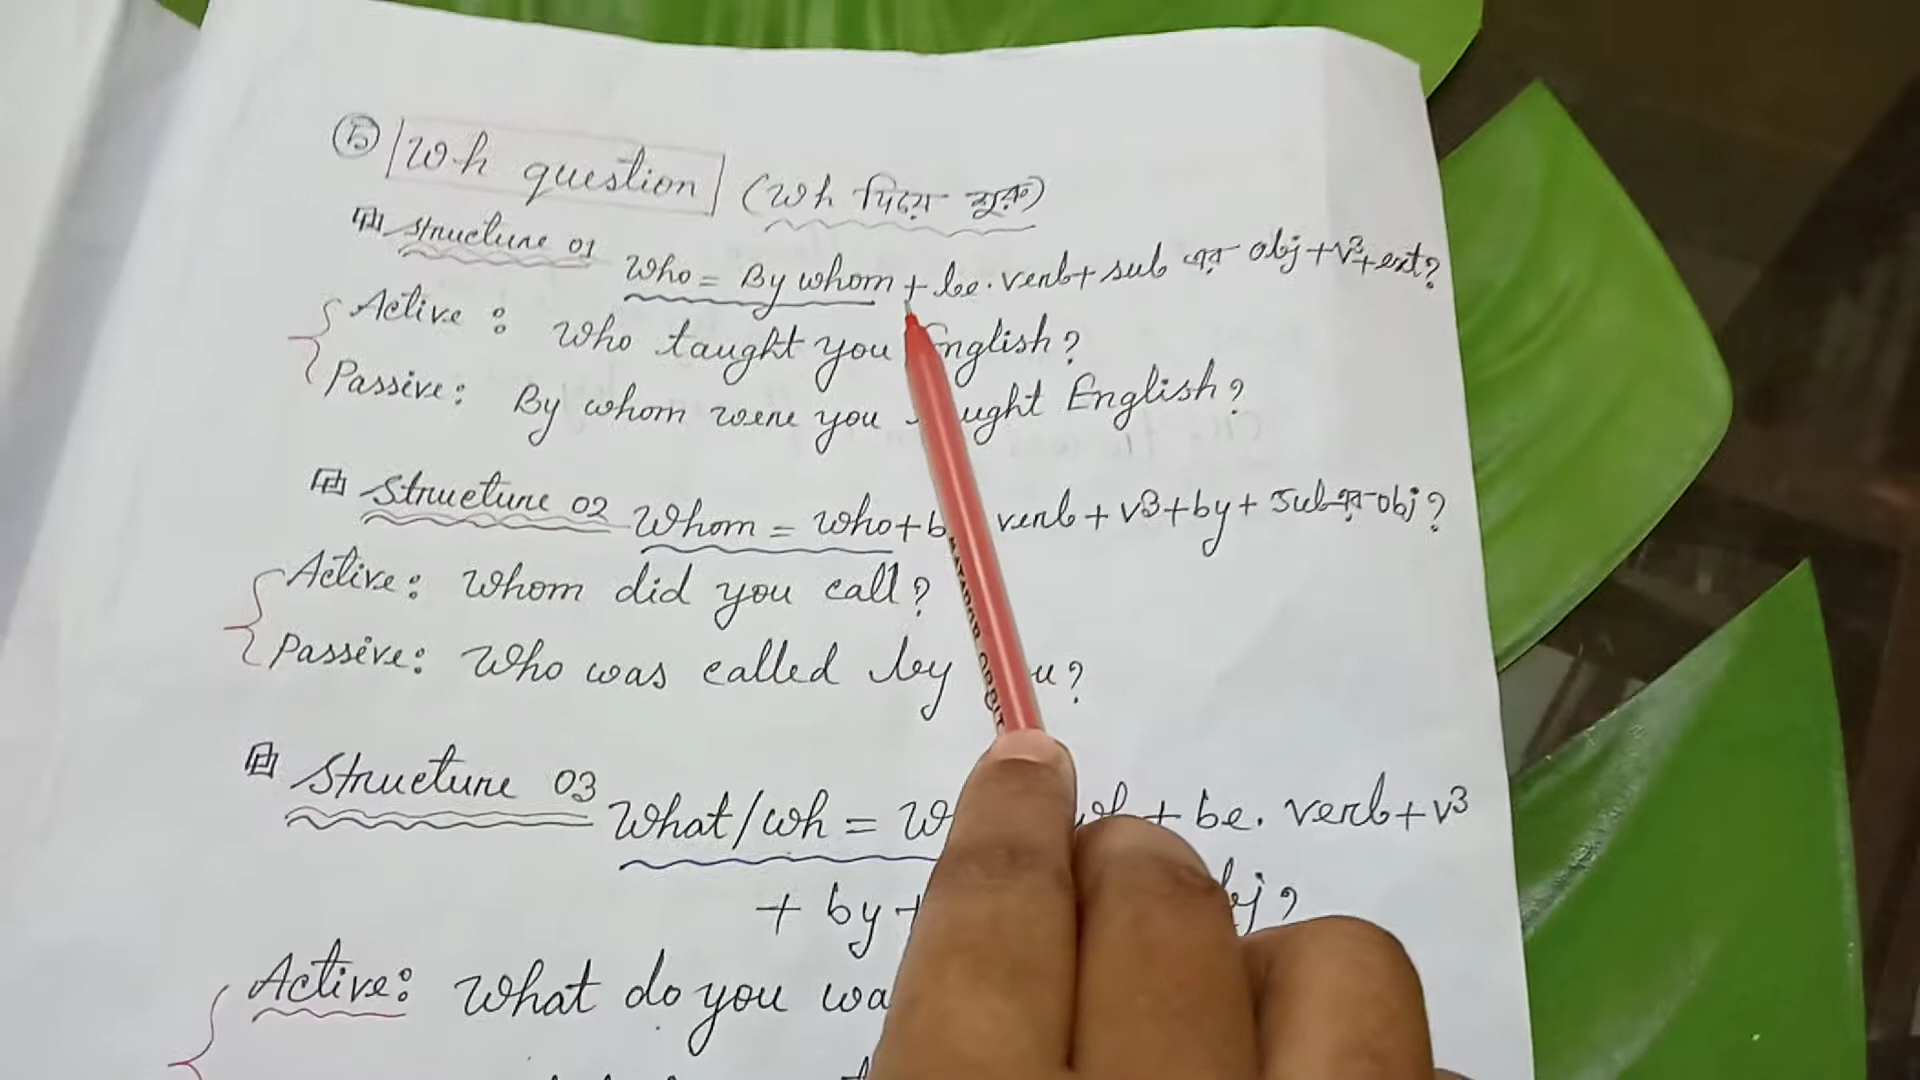 5 Wh question (Wh দিয়ে শুরু)
Structure 01 Who = By whom + be. verb + sub এর obj + v3 + ext?
Active : Who taught you English?
Passive: By whom were you taught English?
Structure 02 Whom = who + b verb + v3 + by + Sub এর obj?
Active: Whom did you call?
Passive: Who was called by u?
Structure 03 What/wh = W wh + be. verb + v3
+ by + bj?
Active: What do you wa